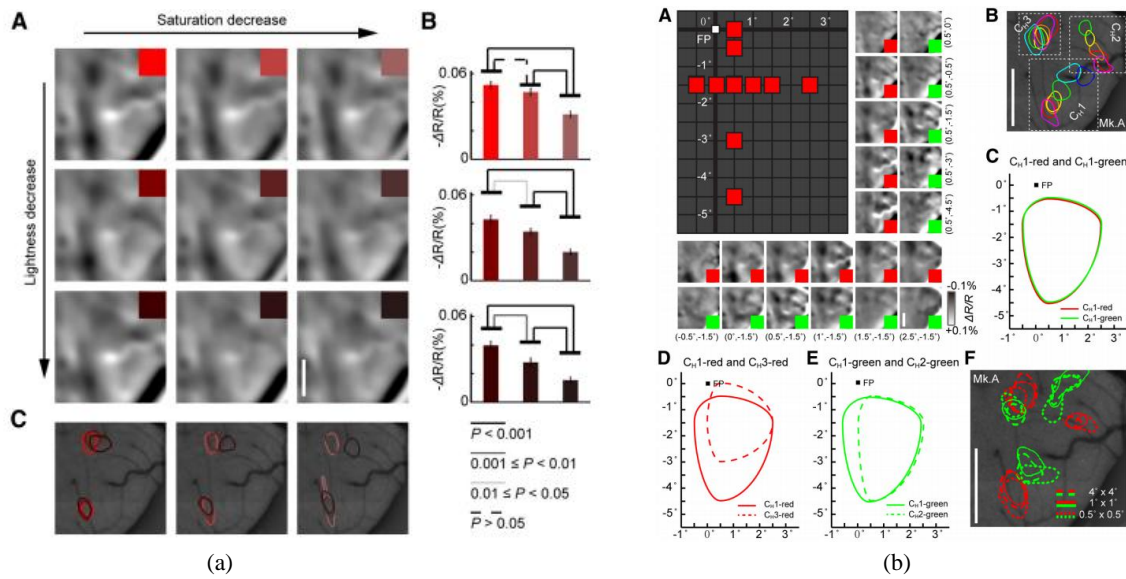 A
Saturation decrease
Lightness decrease
B
0.06
-ΔR/R(%)
0
0.06
-ΔR/R(%)
0
0.06
-ΔR/R(%)
0
P < 0.001
0.001 ≤ P < 0.01
0.01 ≤ P < 0.05
P > 0.05
C
(a)
A
0˚ 1˚ 2˚ 3˚
FP
-1˚
-2˚
-3˚
-4˚
-5˚
(0.5˚,0˚)
(0.5˚,-0.5˚)
(0.5˚,-1.5˚)
(0.5˚,-3˚)
(0.5˚,-4.5˚)
(-0.5˚,-1.5˚) (0˚,-1.5˚) (0.5˚,-1.5˚) (1˚,-1.5˚) (1.5˚,-1.5˚) (2.5˚,-1.5˚)
-0.1%
ΔR/R
+0.1%
B
CH3
CH2
CH1
Mk.A
C
CH1-red and CH1-green
0˚
FP
-1˚
-2˚
-3˚
-4˚
-5˚
CH1-red
CH1-green
0˚ 1˚ 2˚ 3˚
D
CH1-red and CH3-red
0˚
FP
-1˚
-2˚
-3˚
-4˚
-5˚
CH1-red
CH3-red
0˚ 1˚ 2˚ 3˚
E
CH1-green and CH2-green
0˚
FP
-1˚
-2˚
-3˚
-4˚
-5˚
CH1-green
CH2-green
0˚ 1˚ 2˚ 3˚
F
Mk.A
4˚ x 4˚
1˚ x 1˚
0.5˚ x 0.5˚
(b)